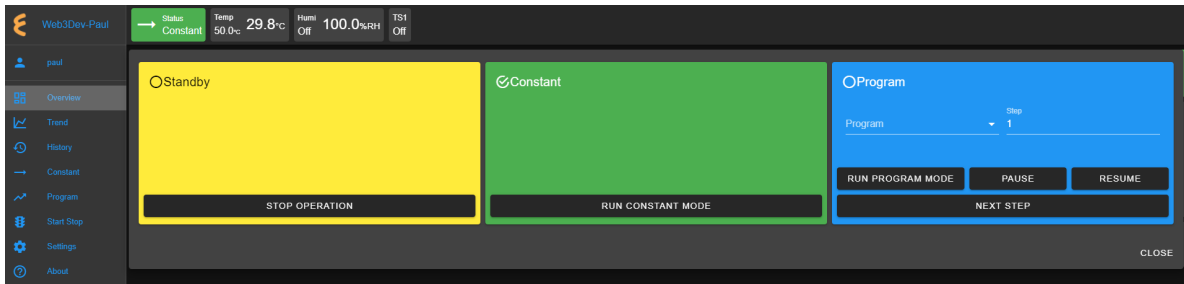 Web3Dev-Paul
Status
Constant
Temp
50.0°C 29.8°C
Humi
Off 100.0%RH
TS1
Off
paul
Overview
Trend
History
Constant
Program
Start Stop
Settings
About
Standby
STOP OPERATION
Constant
RUN CONSTANT MODE
Program
Program
Step
1
RUN PROGRAM MODE PAUSE RESUME
NEXT STEP
CLOSE